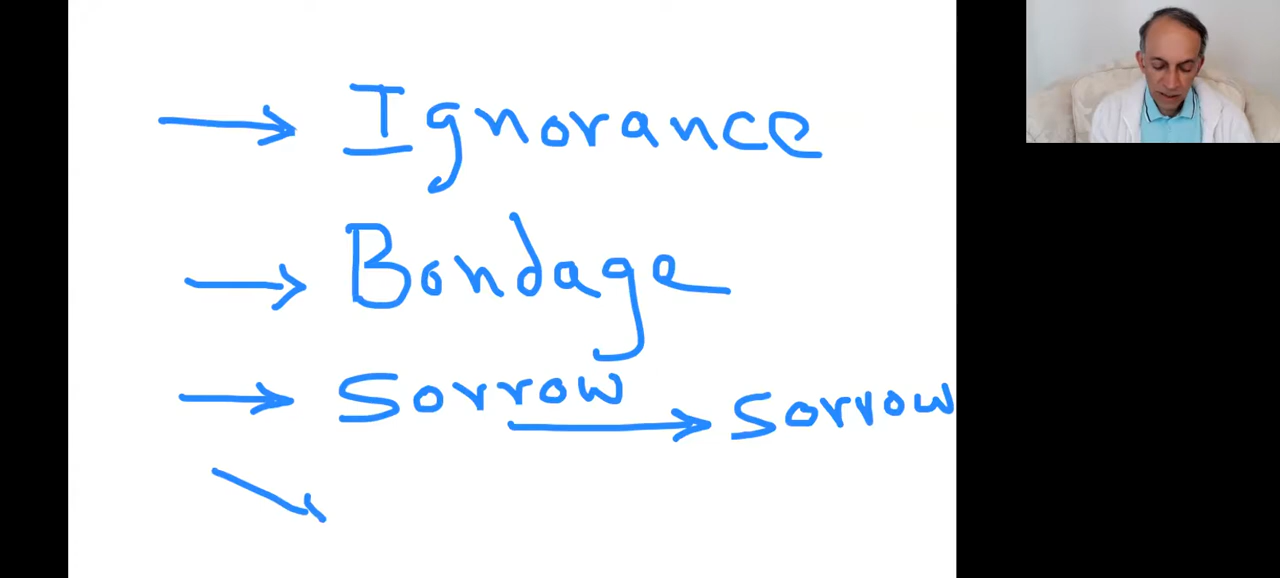 → Ignorance
→ Bondage
→ Sorrow → Sorrow